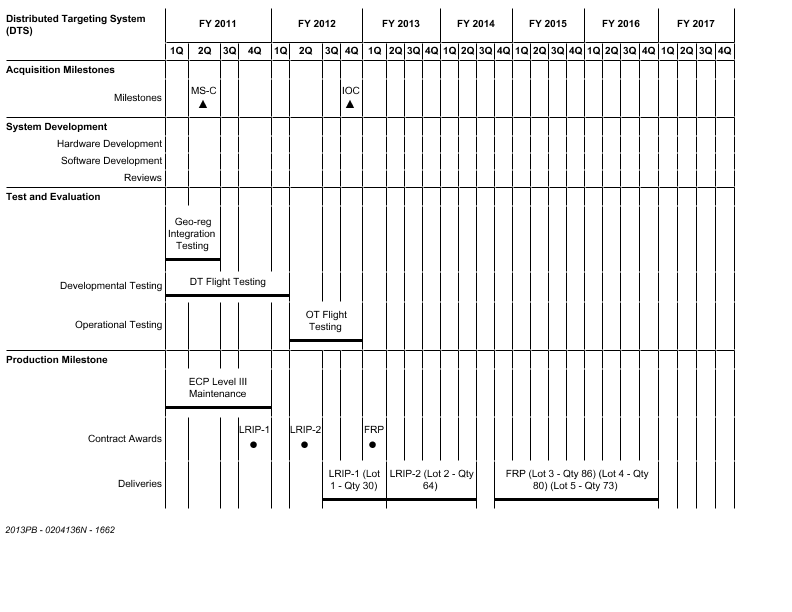 Distributed Targeting System
(DTS)
FY 2011 FY 2012 FY 2013 FY 2014 FY 2015 FY 2016 FY 2017
1Q 2Q 3Q 4Q 1Q 2Q 3Q 4Q 1Q 2Q 3Q 4Q 1Q 2Q 3Q 4Q 1Q 2Q 3Q 4Q 1Q 2Q 3Q 4Q 1Q 2Q 3Q 4Q
Acquisition Milestones
MS-C IOC
Milestones
System Development
Hardware Development
Software Development
Reviews
Test and Evaluation
Geo-reg
Integration
Testing
DT Flight Testing
Developmental Testing
OT Flight
Testing
Operational Testing
Production Milestone
ECP Level III
Maintenance
LRIP-1 LRIP-2 FRP
Contract Awards
LRIP-1 (Lot
1 - Qty 30)
LRIP-2 (Lot 2 - Qty
64)
FRP (Lot 3 - Qty 86) (Lot 4 - Qty
80) (Lot 5 - Qty 73)
Deliveries
2013PB - 0204136N - 1662